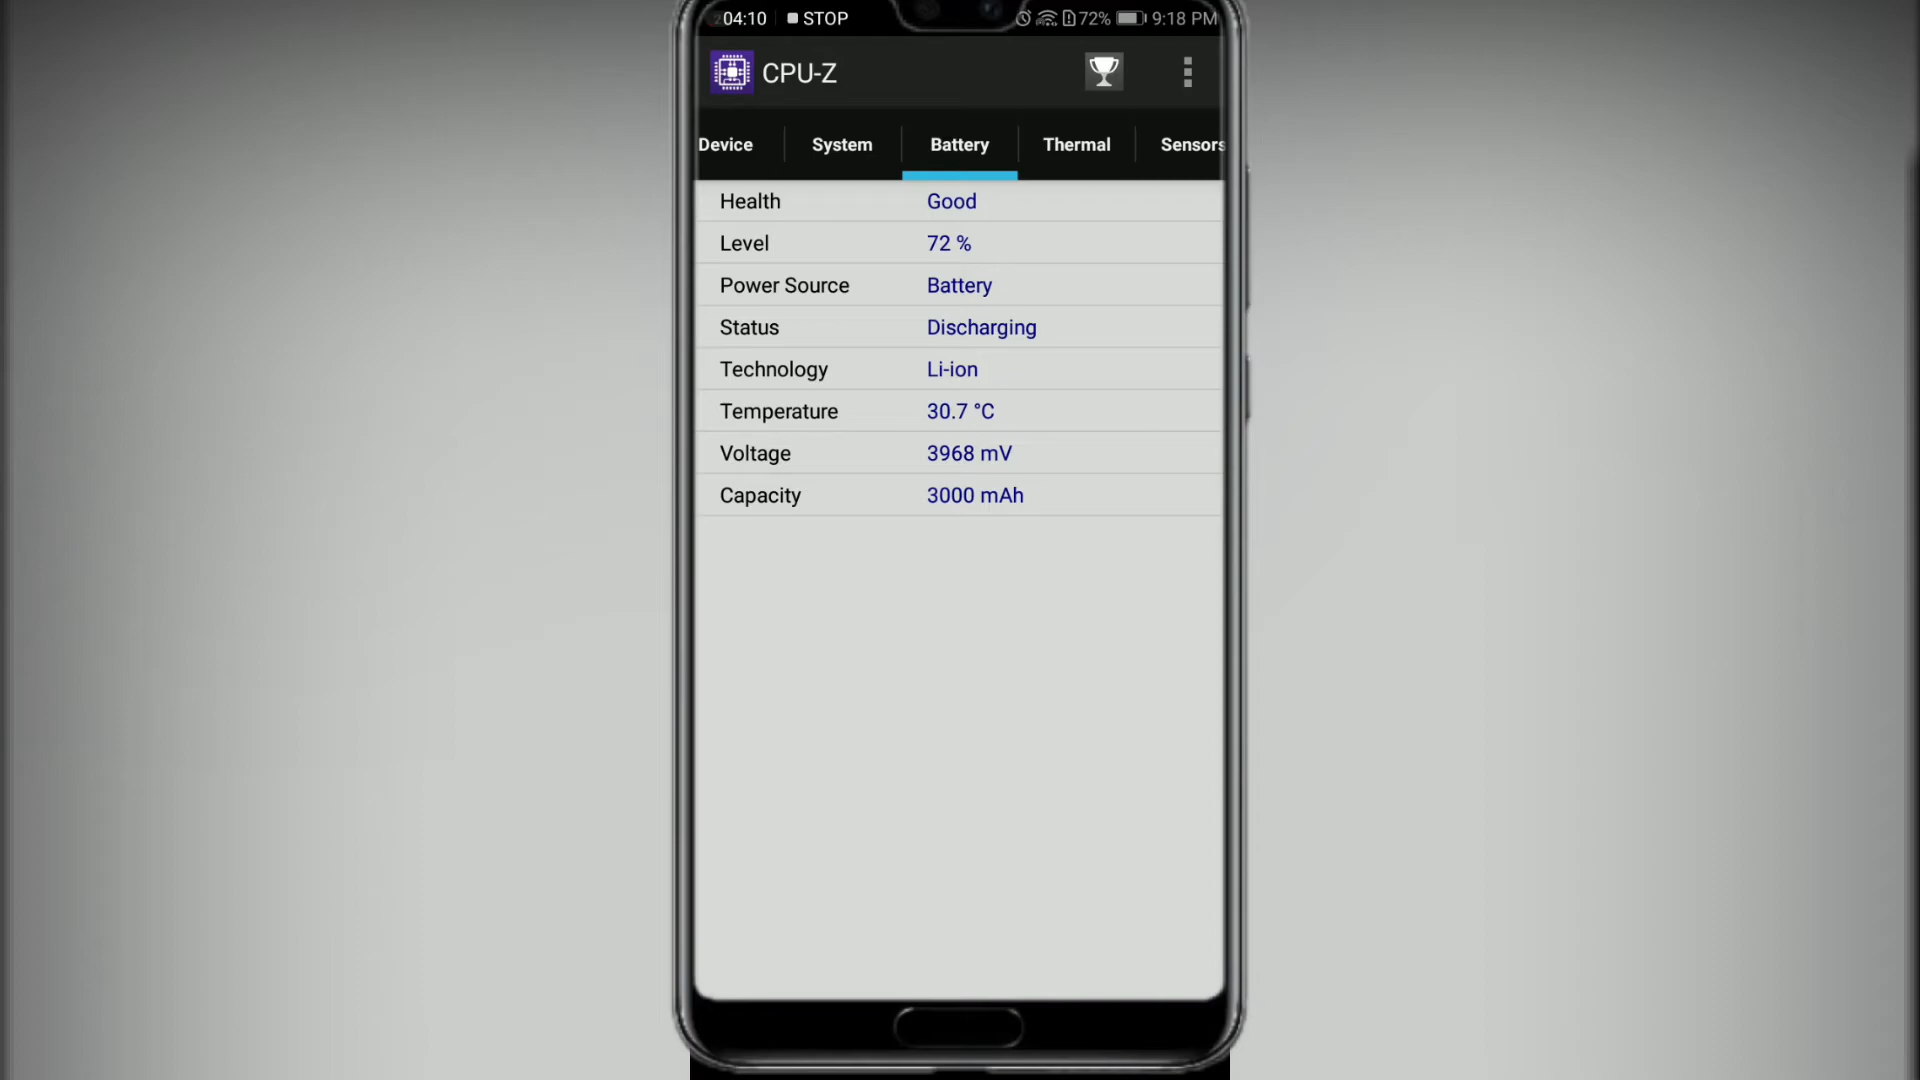 04:10 STOP 72% 9:18 PM
CPU-Z
Device System Battery Thermal Sensors
Health Good
Level 72 %
Power Source Battery
Status Discharging
Technology Li-ion
Temperature 30.7 °C
Voltage 3968 mV
Capacity 3000 mAh